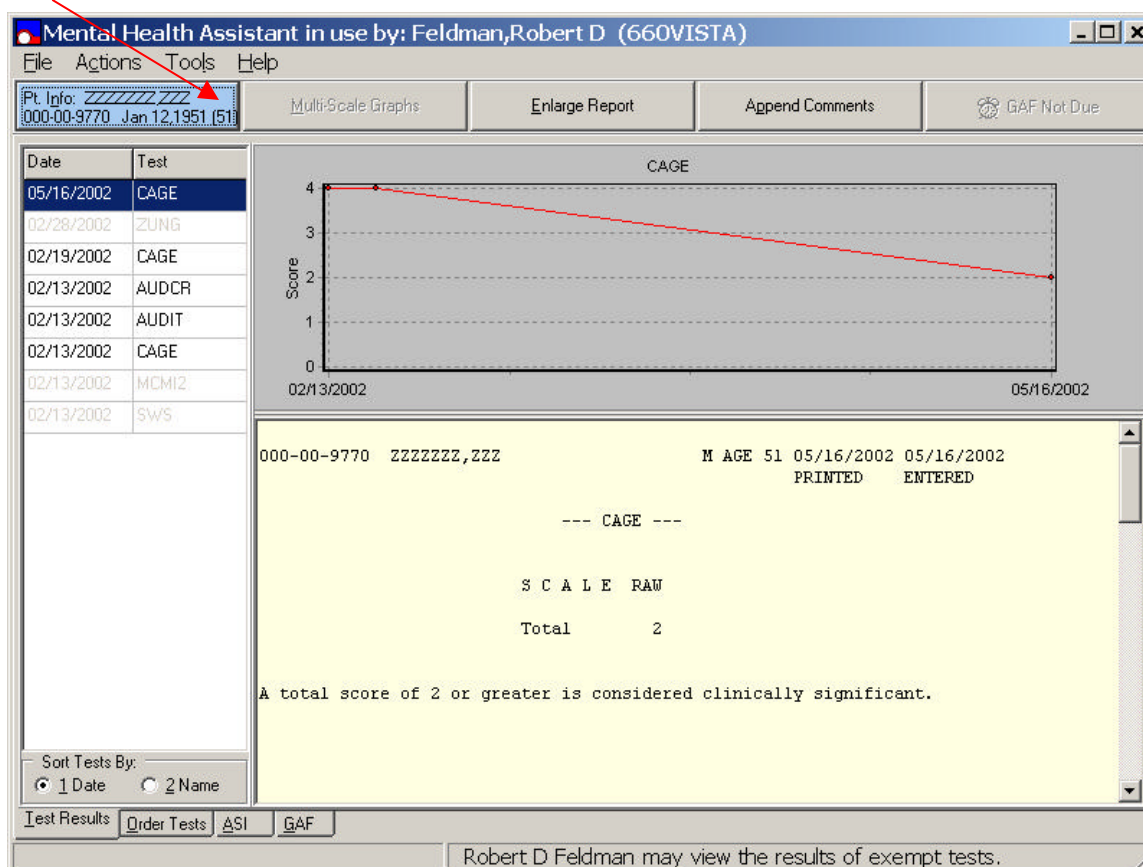 Mental Health Assistant in use by: Feldman,Robert D (660VISTA)
File Actions Tools Help
Pt. Info: ZZZZZZZ,ZZZ
000-00-9770 Jan 12,1951 (51)
Multi-Scale Graphs
Enlarge Report
Append Comments
GAF Not Due
Date Test
05/16/2002 CAGE
02/28/2002 ZUNG
02/19/2002 CAGE
02/13/2002 AUDCR
02/13/2002 AUDIT
02/13/2002 CAGE
02/13/2002 MCMI2
02/13/2002 SWS
Sort Tests By:
1 Date 2 Name
CAGE
Score
4
3
2
1
0
02/13/2002 05/16/2002
000-00-9770 ZZZZZZZ,ZZZ M AGE 51 05/16/2002 05/16/2002
PRINTED ENTERED
--- CAGE ---
S C A L E RAW
Total 2
A total score of 2 or greater is considered clinically significant.
Test Results Order Tests ASI GAF
Robert D Feldman may view the results of exempt tests.